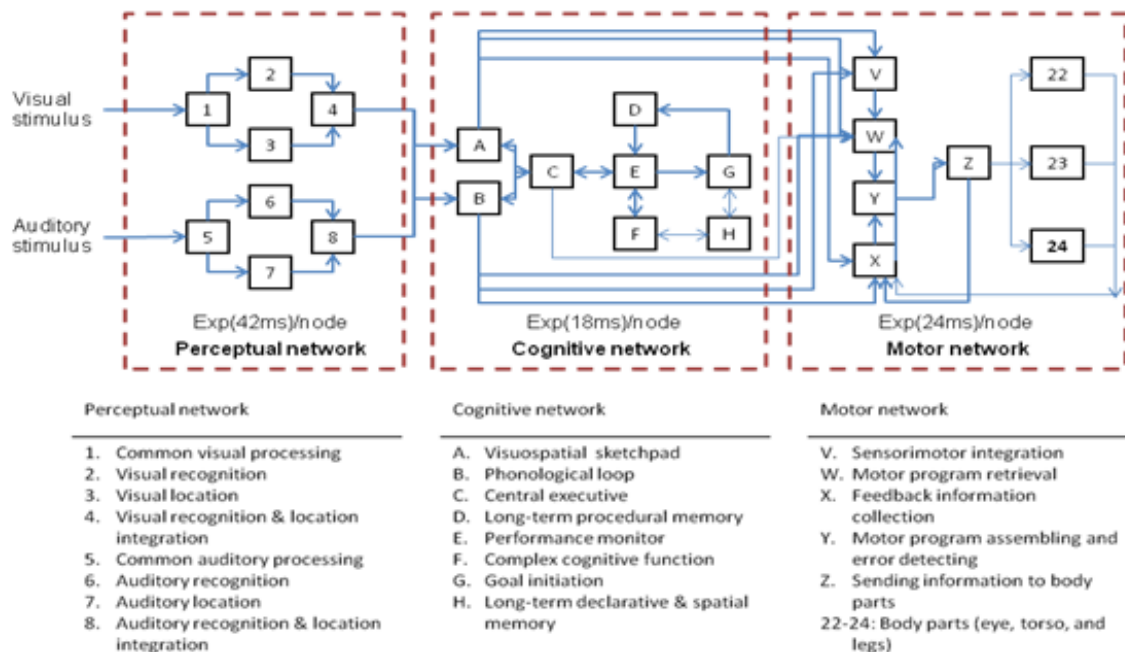 Visual
stimulus
Auditory
stimulus
1
2
3
4
5
6
7
8
A
B
C
D
E
F
G
H
V
W
Y
X
Z
22
23
24
Exp(42ms)/node
Perceptual network
Exp(18ms)/node
Cognitive network
Exp(24ms)/node
Motor network
Perceptual network
1. Common visual processing
2. Visual recognition
3. Visual location
4. Visual recognition & location
integration
5. Common auditory processing
6. Auditory recognition
7. Auditory location
8. Auditory recognition & location
integration
Cognitive network
A. Visuospatial sketchpad
B. Phonological loop
C. Central executive
D. Long-term procedural memory
E. Performance monitor
F. Complex cognitive function
G. Goal initiation
H. Long-term declarative & spatial
memory
Motor network
V. Sensorimotor integration
W. Motor program retrieval
X. Feedback information
collection
Y. Motor program assembling and
error detecting
Z. Sending information to body
parts
22-24: Body parts (eye, torso, and
legs)